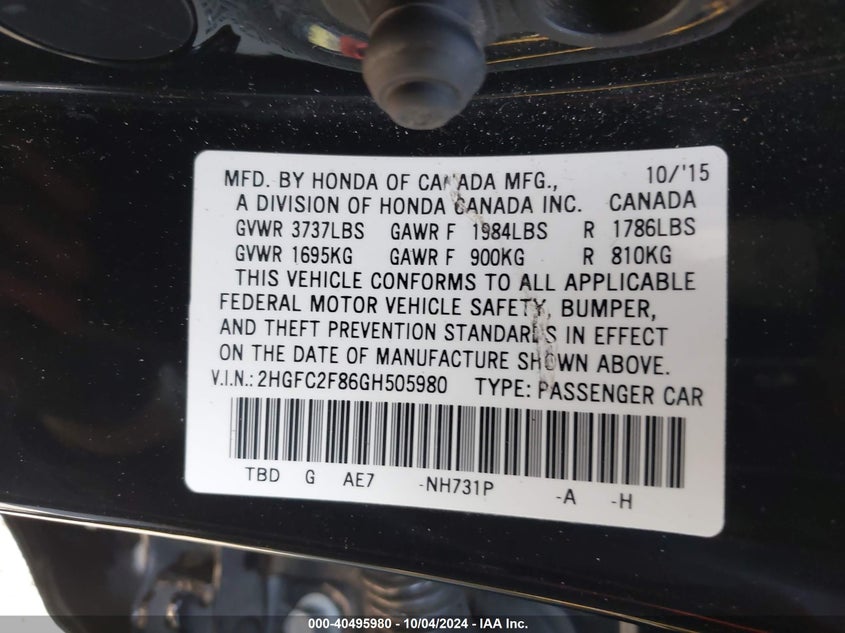 MFD. BY HONDA OF CANADA MFG., 10/'15
A DIVISION OF HONDA CANADA INC. CANADA
GVWR 3737LBS GAWR F 1984LBS R 1786LBS
GVWR 1695KG GAWR F 900KG R 810KG
THIS VEHICLE CONFORMS TO ALL APPLICABLE
FEDERAL MOTOR VEHICLE SAFETY, BUMPER,
AND THEFT PREVENTION STANDARDS IN EFFECT
ON THE DATE OF MANUFACTURE SHOWN ABOVE.
V.I.N.: 2HGFC2F86GH505980 TYPE: PASSENGER CAR
TBD G AE7 -NH731P -A -H
000-40495980 - 10/04/2024 - IAA Inc.